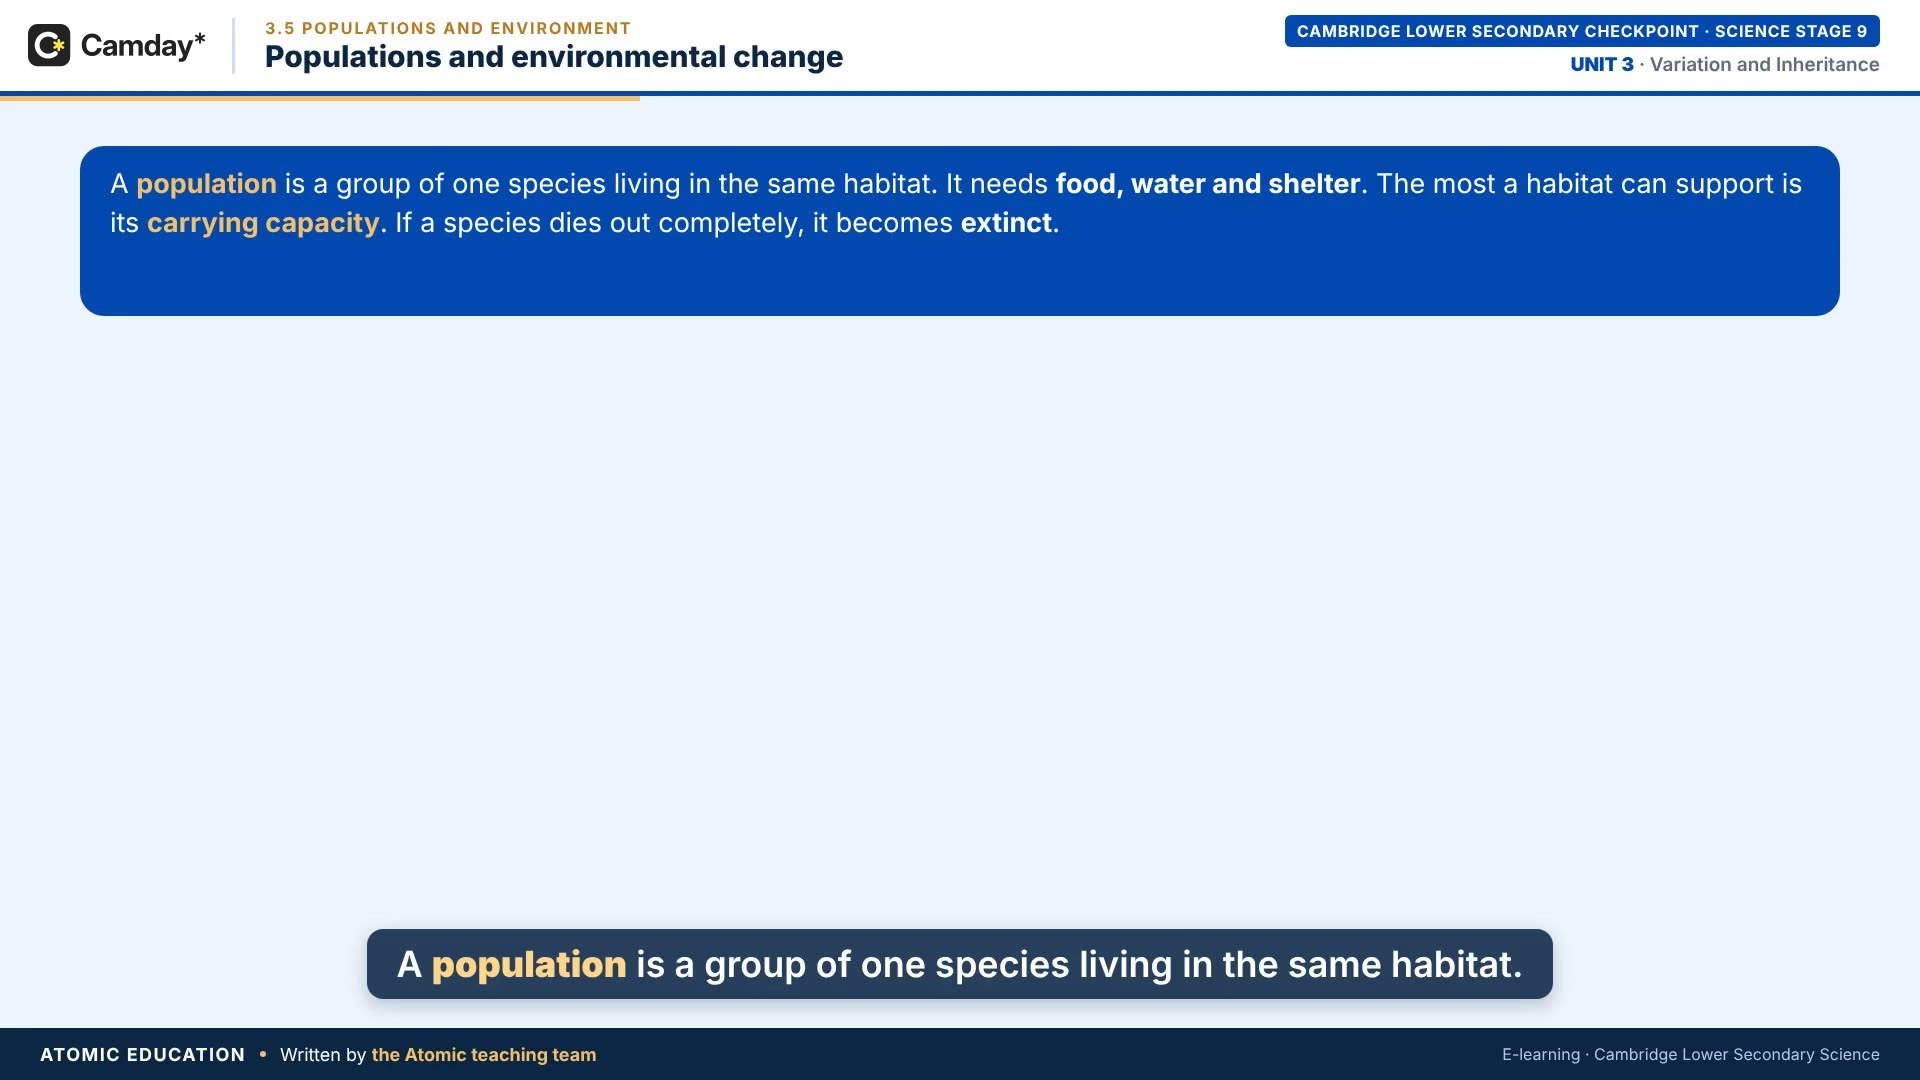 Camday*
3.5 POPULATIONS AND ENVIRONMENT
Populations and environmental change
CAMBRIDGE LOWER SECONDARY CHECKPOINT · SCIENCE STAGE 9
UNIT 3 · Variation and Inheritance
A population is a group of one species living in the same habitat. It needs food, water and shelter. The most a habitat can support is
its carrying capacity. If a species dies out completely, it becomes extinct.
A population is a group of one species living in the same habitat.
ATOMIC EDUCATION • Written by the Atomic teaching team
E-learning · Cambridge Lower Secondary Science